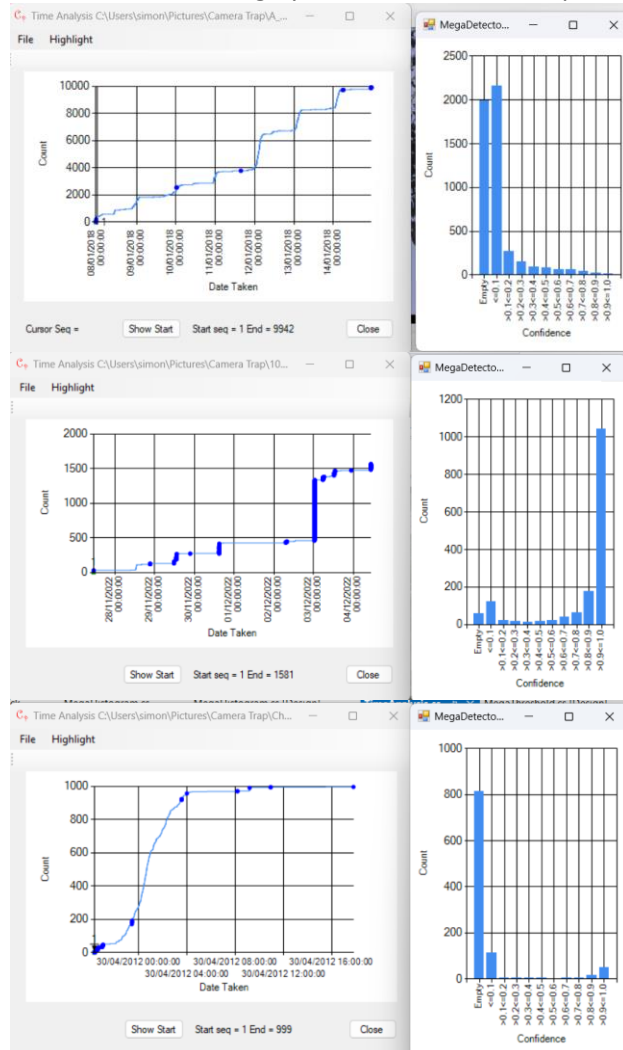 Time Analysis C:\Users\simon\Pictures\Camera Trap\A_...
File Highlight
10000
8000
6000
4000
2000
0
Count
08/01/2018 00:00:00
09/01/2018 00:00:00
10/01/2018 00:00:00
11/01/2018 00:00:00
12/01/2018 00:00:00
13/01/2018 00:00:00
14/01/2018 00:00:00
Date Taken
Cursor Seq =
Show Start
Start seq = 1 End = 9942
Close
MegaDetecto...
2500
2000
1500
1000
500
0
Count
Empty
<=0.1
>0.1<=0.2
>0.2<=0.3
>0.3<=0.4
>0.4<=0.5
>0.5<=0.6
>0.6<=0.7
>0.7<=0.8
>0.8<=0.9
>0.9<=1.0
Confidence
Time Analysis C:\Users\simon\Pictures\Camera Trap\10...
File Highlight
2000
1500
1000
500
0
Count
28/11/2022 00:00:00
29/11/2022 00:00:00
30/11/2022 00:00:00
01/12/2022 00:00:00
02/12/2022 00:00:00
03/12/2022 00:00:00
04/12/2022 00:00:00
Date Taken
Show Start
Start seq = 1 End = 1581
Close
MegaDetecto...
1200
1000
800
600
400
200
0
Count
Empty
<=0.1
>0.1<=0.2
>0.2<=0.3
>0.3<=0.4
>0.4<=0.5
>0.5<=0.6
>0.6<=0.7
>0.7<=0.8
>0.8<=0.9
>0.9<=1.0
Confidence
Time Analysis C:\Users\simon\Pictures\Camera Trap\Ch...
File Highlight
1000
800
600
400
200
0
Count
30/04/2012 00:00:00
30/04/2012 04:00:00
30/04/2012 08:00:00
30/04/2012 12:00:00
30/04/2012 16:00:00
Date Taken
Show Start
Start seq = 1 End = 999
Close
MegaDetecto...
1000
800
600
400
200
0
Count
Empty
<=0.1
>0.1<=0.2
>0.2<=0.3
>0.3<=0.4
>0.4<=0.5
>0.5<=0.6
>0.6<=0.7
>0.7<=0.8
>0.8<=0.9
>0.9<=1.0
Confidence